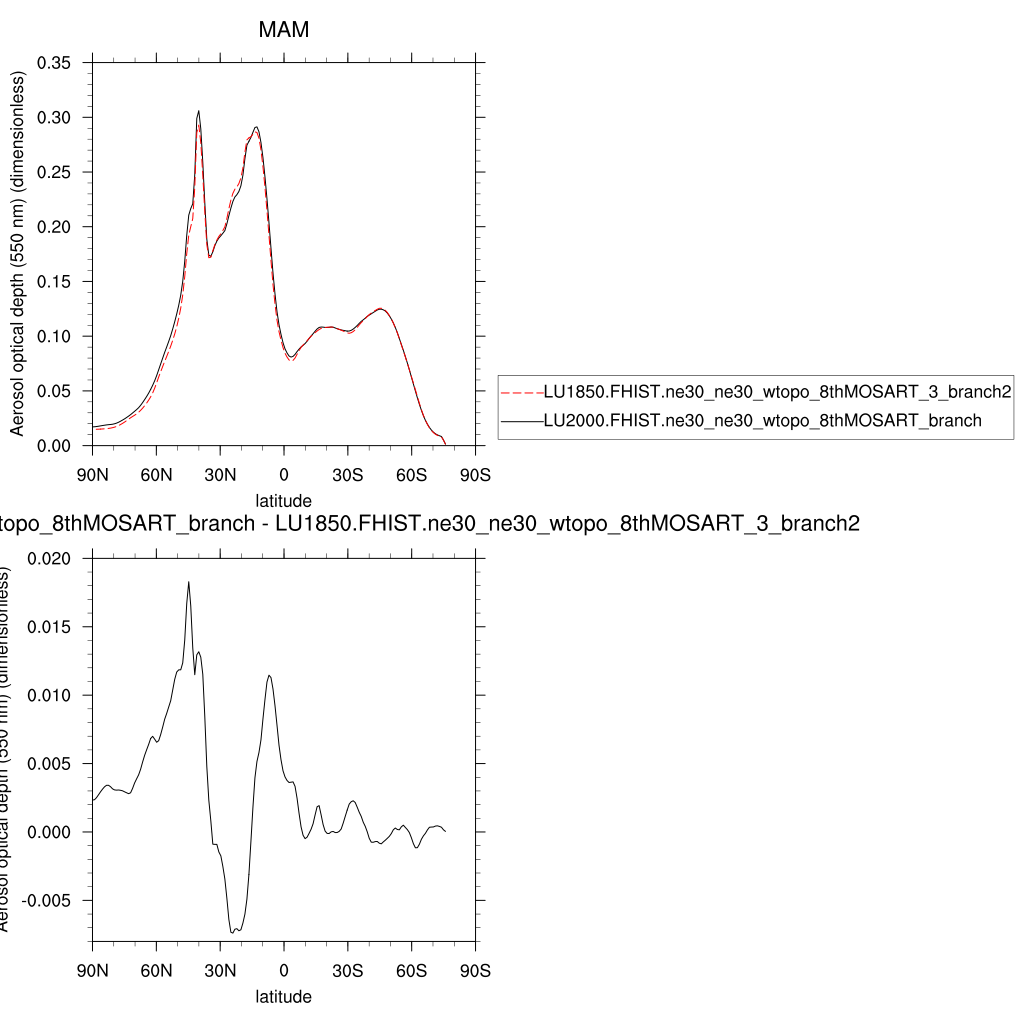 MAM
0.35
0.30
0.25
0.20
0.15
0.10
0.05
0.00
Aerosol optical depth (550 nm) (dimensionless)
90N 60N 30N 0 30S 60S 90S
latitude
LU1850.FHIST.ne30_ne30_wtopo_8thMOSART_3_branch2
LU2000.FHIST.ne30_ne30_wtopo_8thMOSART_branch
topo_8thMOSART_branch - LU1850.FHIST.ne30_ne30_wtopo_8thMOSART_3_branch2
0.020
0.015
0.010
0.005
0.000
-0.005
Aerosol optical depth (550 nm) (dimensionless)
90N 60N 30N 0 30S 60S 90S
latitude